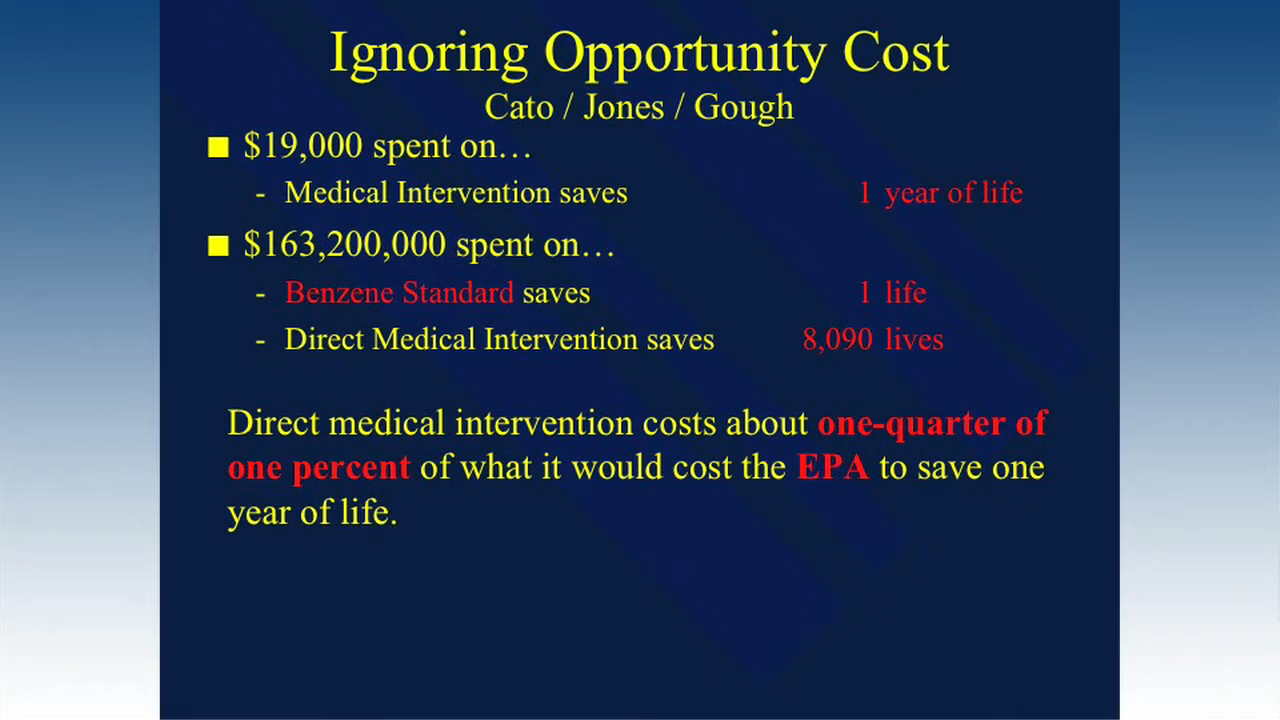 Ignoring Opportunity Cost
Cato / Jones / Gough
■ $19,000 spent on…
- Medical Intervention saves 1 year of life
■ $163,200,000 spent on…
- Benzene Standard saves 1 life
- Direct Medical Intervention saves 8,090 lives
Direct medical intervention costs about one-quarter of
one percent of what it would cost the EPA to save one
year of life.